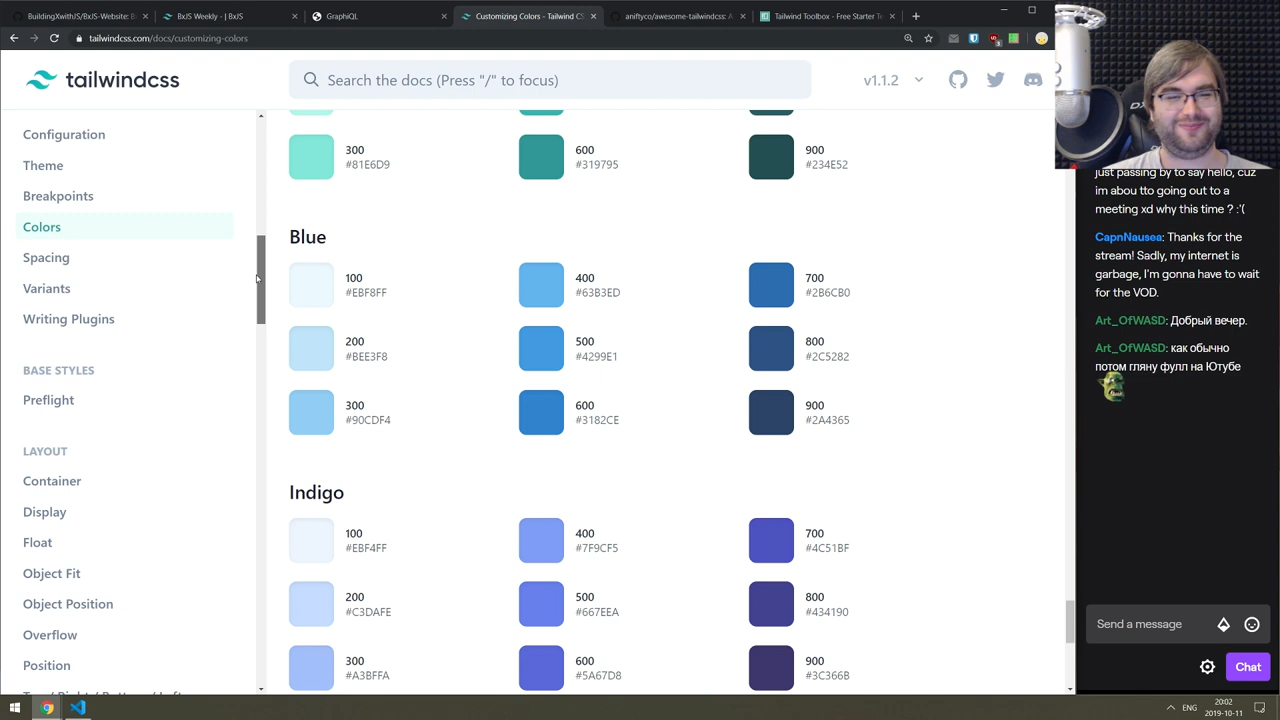 BuildingXwithJS/BxJS-Website: B
BxJS Weekly - | BxJS
GraphiQL
Customizing Colors - Tailwind CS
aniftyco/awesome-tailwindcss: A
Tailwind Toolbox - Free Starter Te
tailwindcss.com/docs/customizing-colors
tailwindcss
Search the docs (Press "/" to focus)
v1.1.2
Configuration
Theme
Breakpoints
Colors
Spacing
Variants
Writing Plugins
BASE STYLES
Preflight
LAYOUT
Container
Display
Float
Object Fit
Object Position
Overflow
Position
Top / Right / Bottom / Left
300
#81E6D9
600
#319795
900
#234E52
Blue
100
#EBF8FF
400
#63B3ED
700
#2B6CB0
200
#BEE3F8
500
#4299E1
800
#2C5282
300
#90CDF4
600
#3182CE
900
#2A4365
Indigo
100
#EBF4FF
400
#7F9CF5
700
#4C51BF
200
#C3DAFE
500
#667EEA
800
#434190
300
#A3BFFA
600
#5A67D8
900
#3C366B
just passing by to say hello, cuz
im abou tto going out to a
meeting xd why this time ? :'(
CapnNausea: Thanks for the
stream! Sadly, my internet is
garbage, I'm gonna have to wait
for the VOD.
Art_OfWASD: Добрый вечер.
Art_OfWASD: как обычно
потом гляну фулл на Ютубе
Send a message
Chat
ENG
20:02
2019-10-11